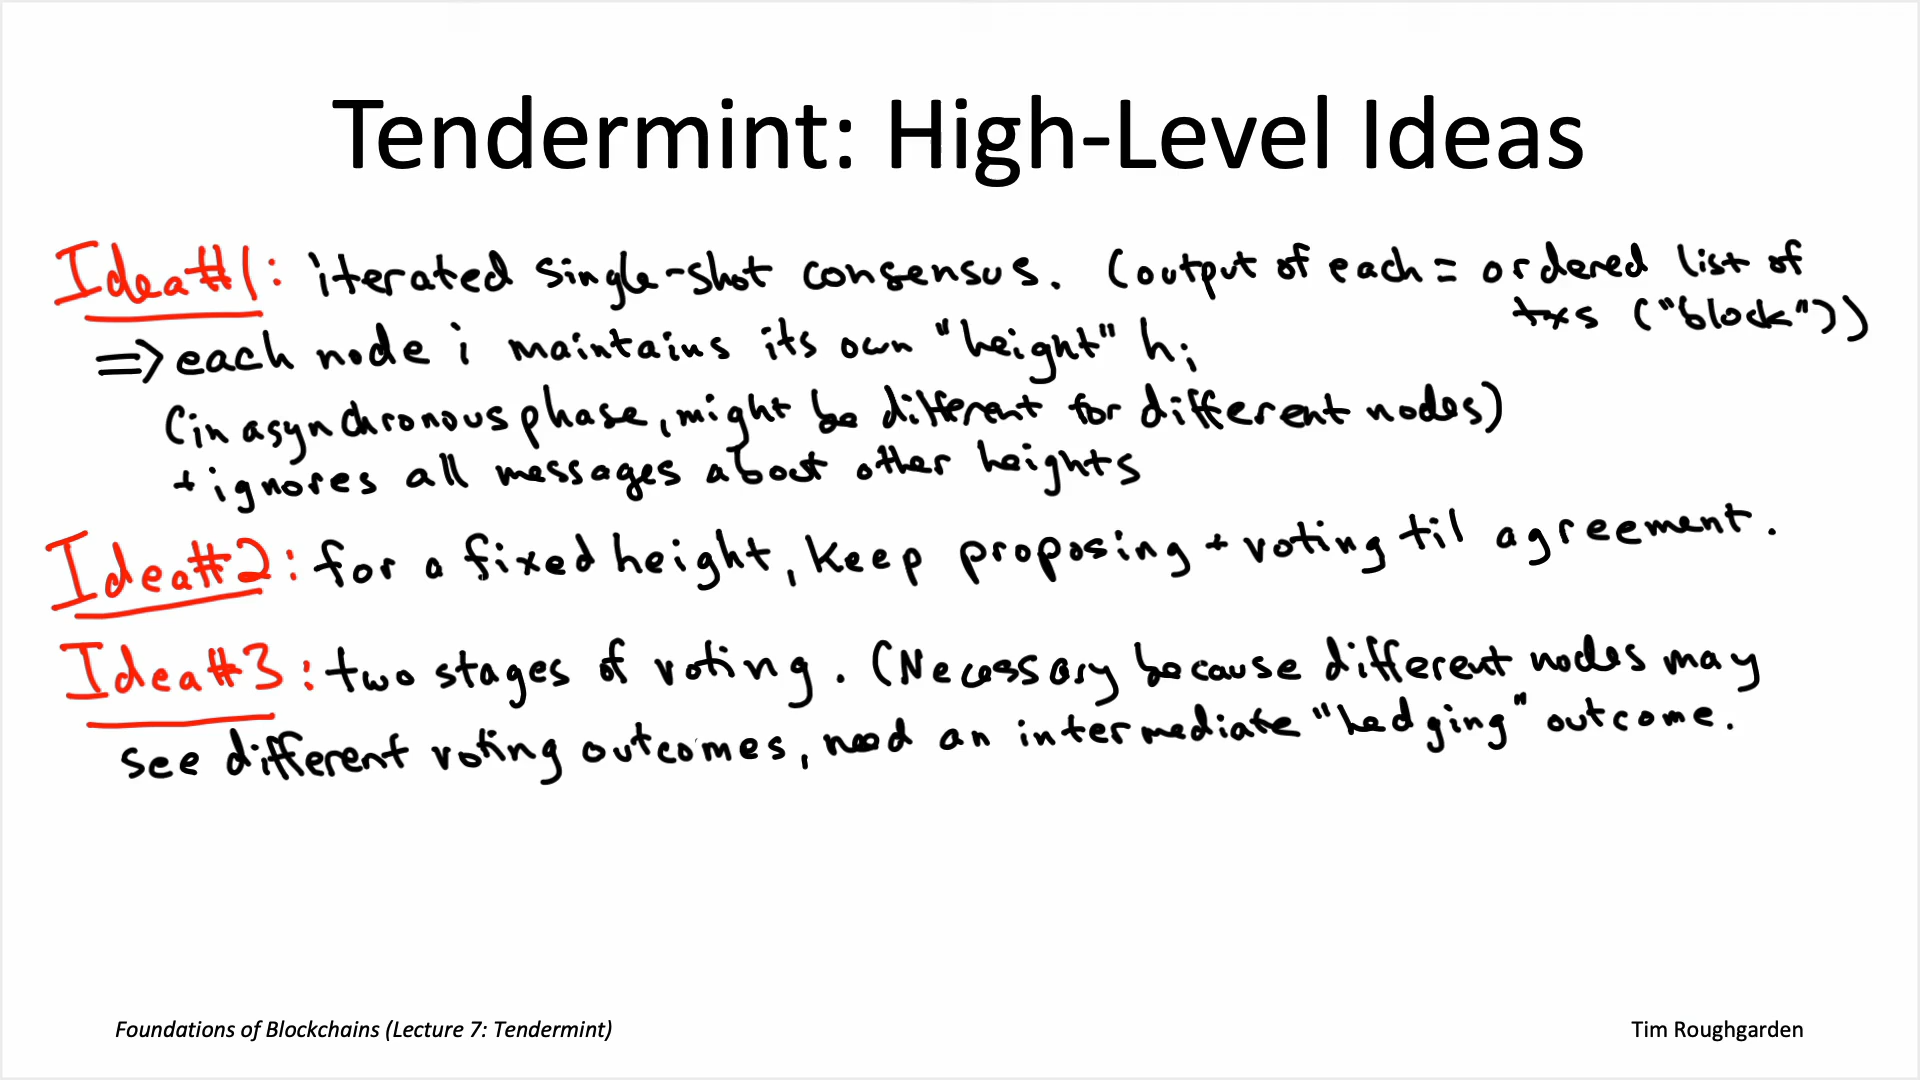 Tendermint: High-Level Ideas
Idea#1: iterated single-shot consensus. (output of each = ordered list of
txs ("block"))
=> each node i maintains its own "height" hᵢ
(in asynchronous phase, might be different for different nodes)
+ ignores all messages about other heights
Idea#2: for a fixed height, keep proposing + voting til agreement.
Idea#3: two stages of voting. (Necessary because different nodes may
see different voting outcomes, need an intermediate "hedging" outcome.
Foundations of Blockchains (Lecture 7: Tendermint)
Tim Roughgarden